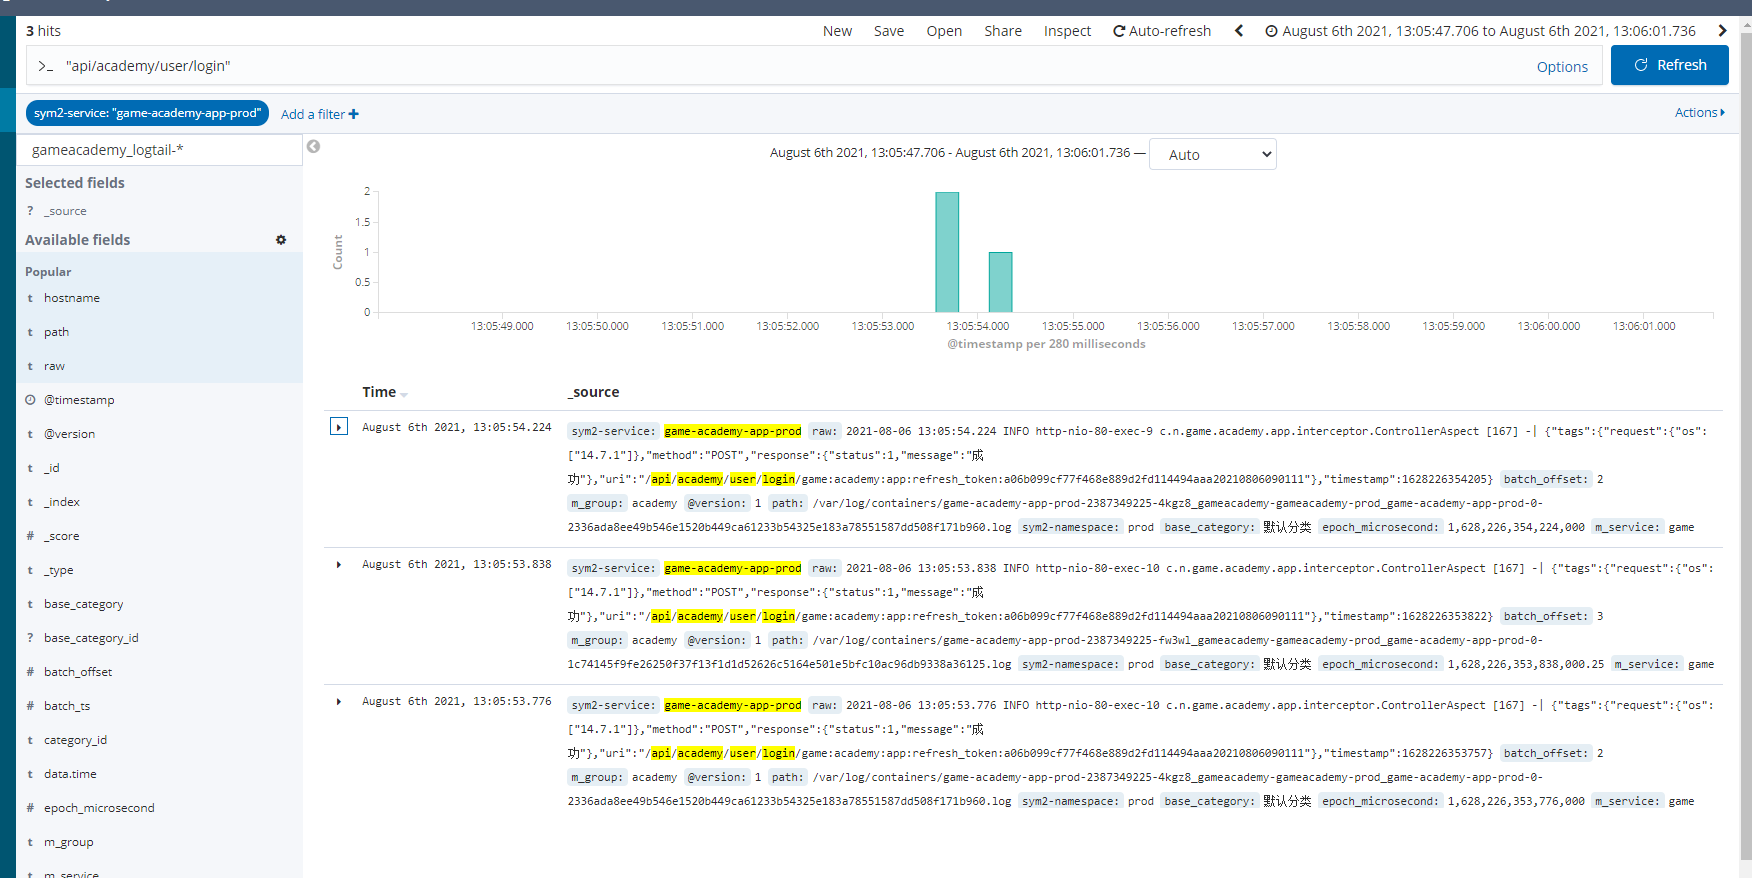 3 hits
New Save Open Share Inspect Auto-refresh August 6th 2021, 13:05:47.706 to August 6th 2021, 13:06:01.736
>_ "api/academy/user/login"
Options
Refresh
sym2-service: "game-academy-app-prod"
Add a filter +
Actions
gameacademy_logtail-*
Selected fields
? _source
Available fields
Popular
t hostname
t path
t raw
@timestamp
t @version
t _id
t _index
# _score
t _type
t base_category
? base_category_id
# batch_offset
# batch_ts
t category_id
t data.time
# epoch_microsecond
t m_group
t m_service
August 6th 2021, 13:05:47.706 - August 6th 2021, 13:06:01.736 — Auto
2
1.5
1
0.5
0
Count
13:05:49.000 13:05:50.000 13:05:51.000 13:05:52.000 13:05:53.000 13:05:54.000 13:05:55.000 13:05:56.000 13:05:57.000 13:05:58.000 13:05:59.000 13:06:00.000 13:06:01.000
@timestamp per 280 milliseconds
Time _source
August 6th 2021, 13:05:54.224 sym2-service: game-academy-app-prod raw: 2021-08-06 13:05:54.224 INFO http-nio-80-exec-9 c.n.game.academy.app.interceptor.ControllerAspect [167] -| {"tags":{"request":{"os":
["14.7.1"]},"method":"POST","response":{"status":1,"message":"成
功"},"uri":"/api/academy/user/login/game:academy:app:refresh_token:a06b099cf77f468e889d2fd114494aaa20210806090111"},"timestamp":1628226354205} batch_offset: 2
m_group: academy @version: 1 path: /var/log/containers/game-academy-app-prod-2387349225-4kgz8_gameacademy-gameacademy-prod_game-academy-app-prod-0-
2336ada8ee49b546e1520b449ca61233b54325e183a78551587dd508f171b960.log sym2-namespace: prod base_category: 默认分类 epoch_microsecond: 1,628,226,354,224,000 m_service: game
August 6th 2021, 13:05:53.838 sym2-service: game-academy-app-prod raw: 2021-08-06 13:05:53.838 INFO http-nio-80-exec-10 c.n.game.academy.app.interceptor.ControllerAspect [167] -| {"tags":{"request":{"os":
["14.7.1"]},"method":"POST","response":{"status":1,"message":"成
功"},"uri":"/api/academy/user/login/game:academy:app:refresh_token:a06b099cf77f468e889d2fd114494aaa20210806090111"},"timestamp":1628226353822} batch_offset: 3
m_group: academy @version: 1 path: /var/log/containers/game-academy-app-prod-2387349225-fw3wl_gameacademy-gameacademy-prod_game-academy-app-prod-0-
1c74145f9fe26250f37f13f1d1d52626c5164e501e5bfc10ac96db9338a36125.log sym2-namespace: prod base_category: 默认分类 epoch_microsecond: 1,628,226,353,838,000.25 m_service: game
August 6th 2021, 13:05:53.776 sym2-service: game-academy-app-prod raw: 2021-08-06 13:05:53.776 INFO http-nio-80-exec-10 c.n.game.academy.app.interceptor.ControllerAspect [167] -| {"tags":{"request":{"os":
["14.7.1"]},"method":"POST","response":{"status":1,"message":"成
功"},"uri":"/api/academy/user/login/game:academy:app:refresh_token:a06b099cf77f468e889d2fd114494aaa20210806090111"},"timestamp":1628226353757} batch_offset: 2
m_group: academy @version: 1 path: /var/log/containers/game-academy-app-prod-2387349225-4kgz8_gameacademy-gameacademy-prod_game-academy-app-prod-0-
2336ada8ee49b546e1520b449ca61233b54325e183a78551587dd508f171b960.log sym2-namespace: prod base_category: 默认分类 epoch_microsecond: 1,628,226,353,776,000 m_service: game